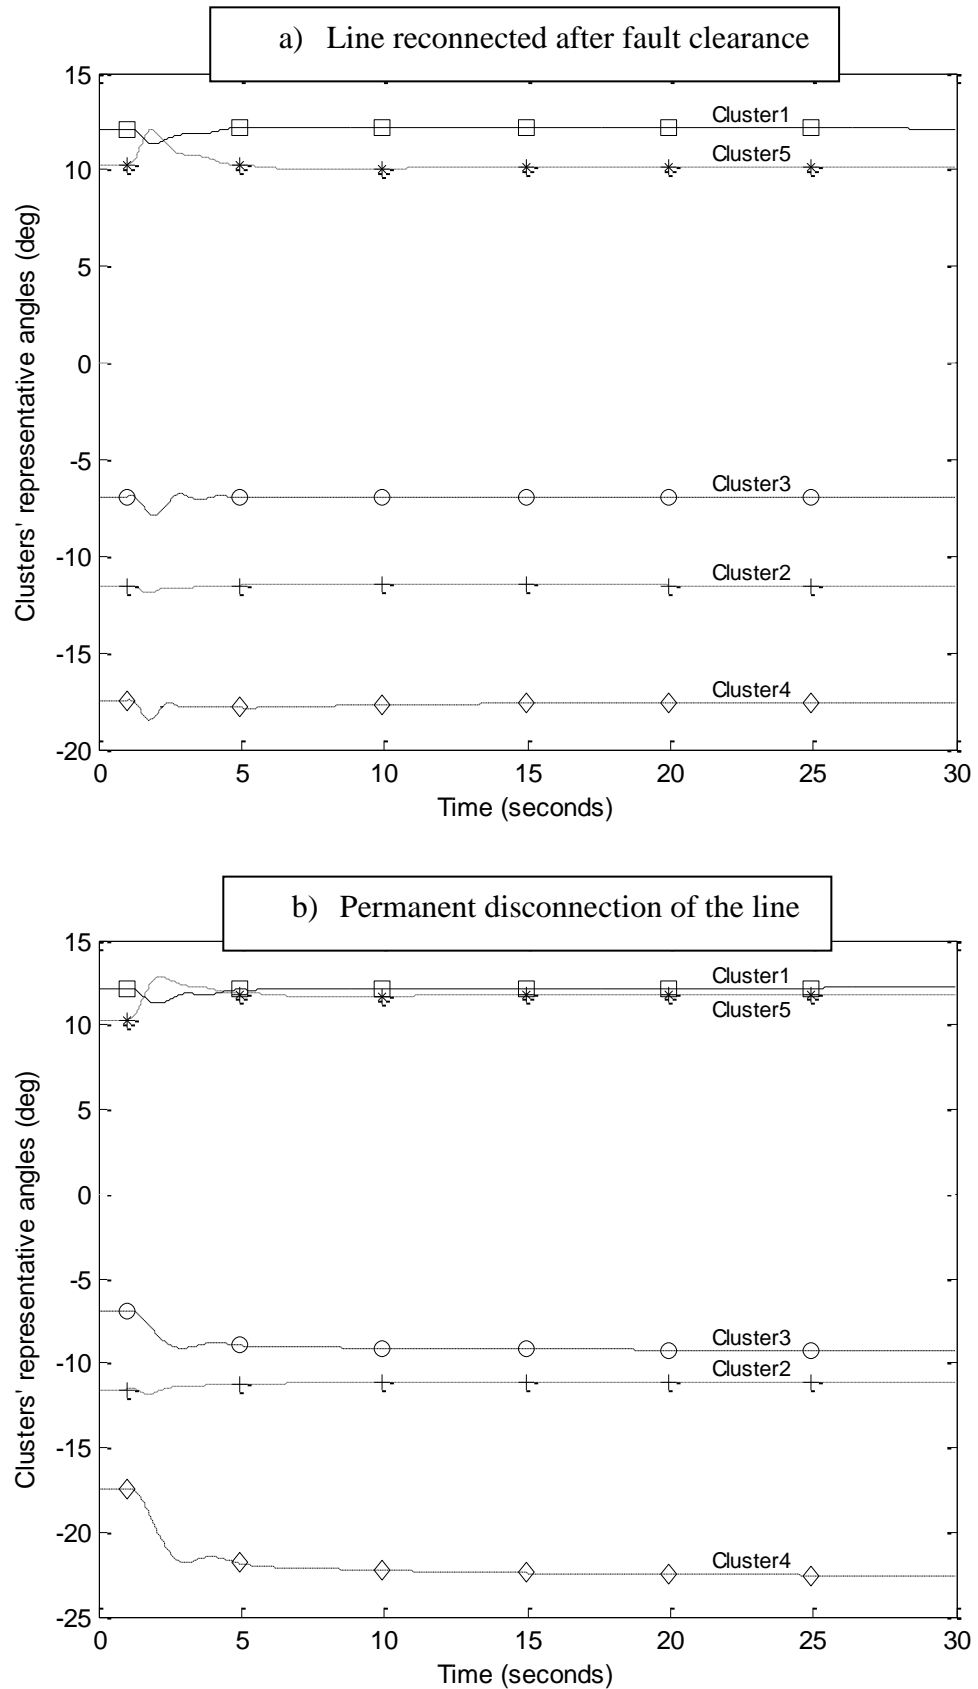 a) Line reconnected after fault clearance
15
10
5
0
-5
-10
-15
-20
Clusters' representative angles (deg)
Cluster1
Cluster5
Cluster3
Cluster2
Cluster4
0 5 10 15 20 25 30
Time (seconds)
b) Permanent disconnection of the line
15
10
5
0
-5
-10
-15
-20
-25
Clusters' representative angles (deg)
Cluster1
Cluster5
Cluster3
Cluster2
Cluster4
0 5 10 15 20 25 30
Time (seconds)